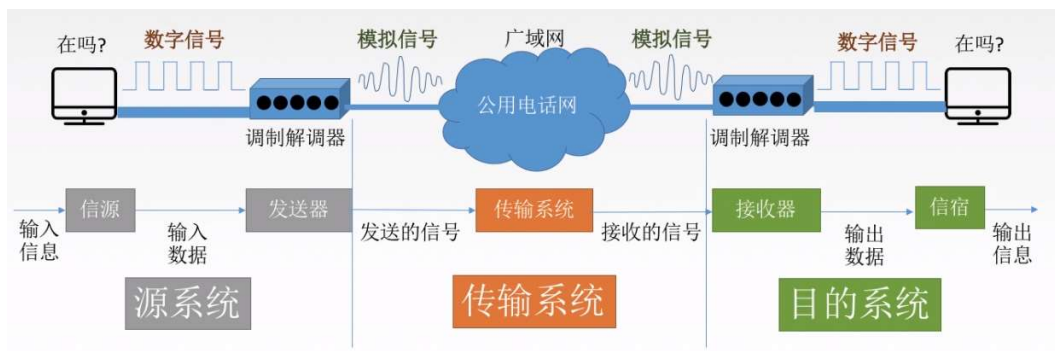 在吗?
数字信号
模拟信号
广域网
模拟信号
数字信号
在吗?
公用电话网
调制解调器
调制解调器
信源
发送器
传输系统
接收器
信宿
输入
信息
输入
数据
发送的信号
接收的信号
输出
数据
输出
信息
源系统
传输系统
目的系统